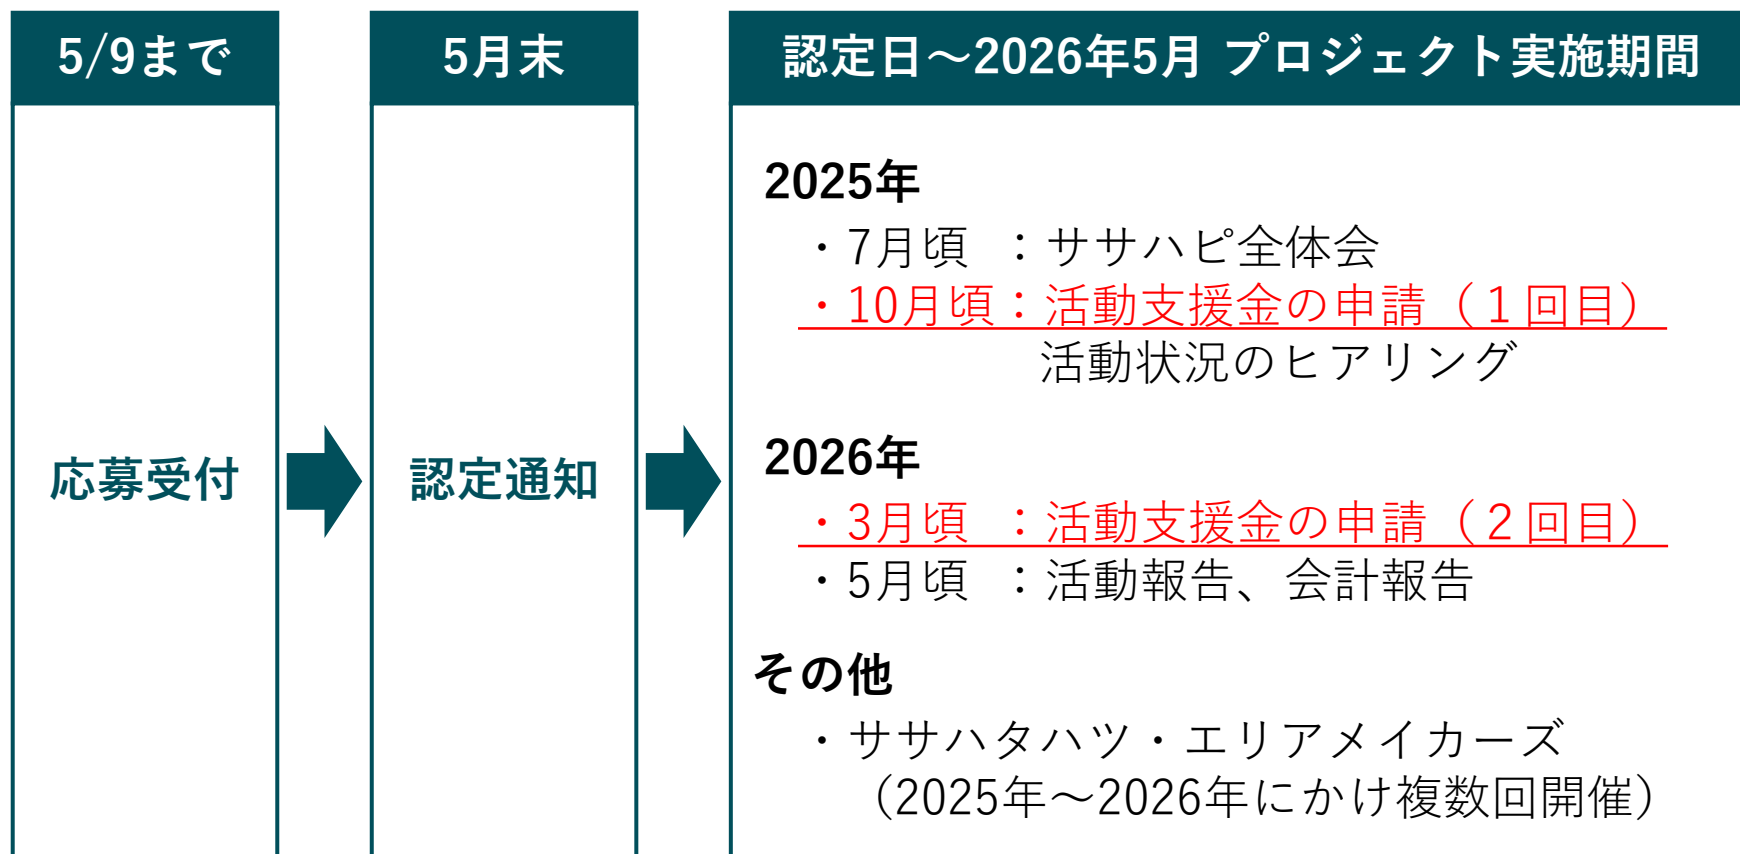 5/9まで
応募受付
5月末
認定通知
認定日～2026年5月 プロジェクト実施期間
2025年
・7月頃 ：ササハピ全体会
・10月頃：活動支援金の申請（１回目）
活動状況のヒアリング
2026年
・3月頃 ：活動支援金の申請（２回目）
・5月頃 ：活動報告、会計報告
その他
・ササハタハツ・エリアメイカーズ
（2025年～2026年にかけ複数回開催）